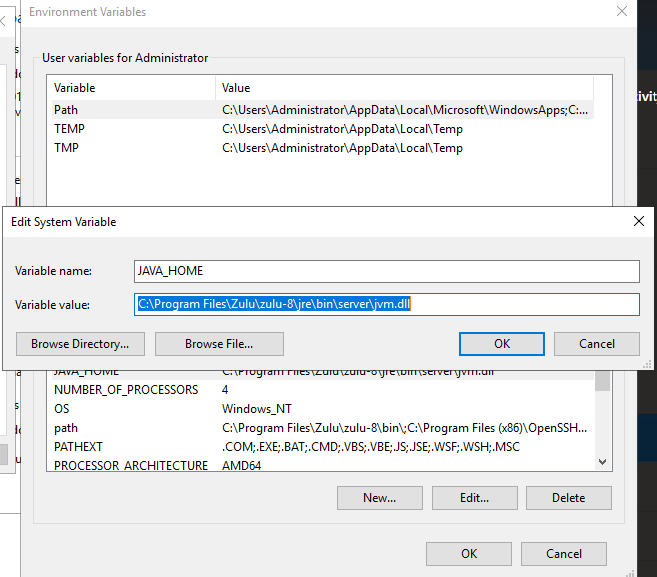 Environment Variables
User variables for Administrator
Variable Value
Path C:\Users\Administrator\AppData\Local\Microsoft\WindowsApps;C:...
TEMP C:\Users\Administrator\AppData\Local\Temp
TMP C:\Users\Administrator\AppData\Local\Temp
Edit System Variable
Variable name: JAVA_HOME
Variable value: C:\Program Files\Zulu\zulu-8\jre\bin\server\jvm.dll
Browse Directory... Browse File... OK Cancel
JAVA_HOME C:\Program Files\Zulu\zulu-8\jre\bin\server\jvm.dll
NUMBER_OF_PROCESSORS 4
OS Windows_NT
path C:\Program Files\Zulu\zulu-8\bin\;C:\Program Files (x86)\OpenSSH...
PATHEXT .COM;.EXE;.BAT;.CMD;.VBS;.VBE;.JS;.JSE;.WSF;.WSH;.MSC
PROCESSOR_ARCHITECTURE AMD64
New... Edit... Delete
OK Cancel